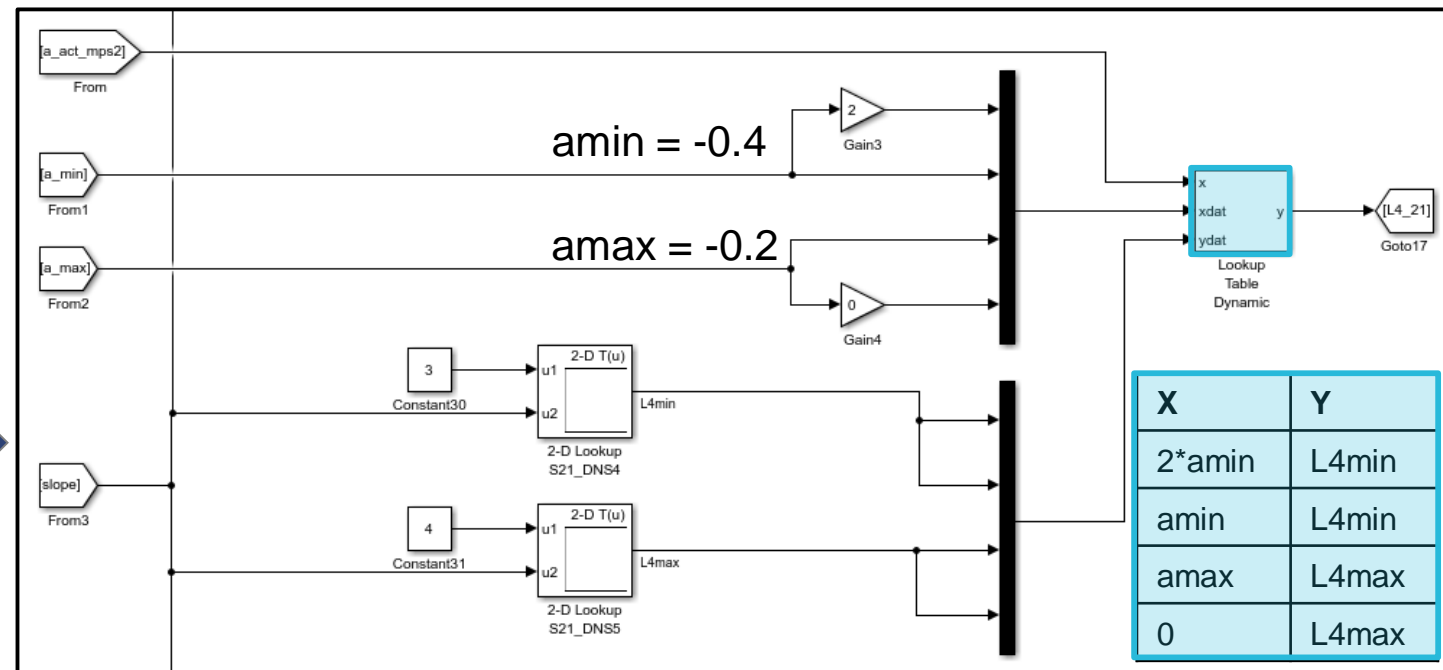 [a_act_mps2]
From
amin = -0.4
2
Gain3
[a_min]
From1
amax = -0.2
[a_max]
From2
0
Gain4
x
xdat
ydat
y
Lookup
Table
Dynamic
[L4_21]
Goto17
3
Constant30
2-D T(u)
u1
u2
L4min
2-D Lookup
S21_DNS4
[slope]
From3
4
Constant31
2-D T(u)
u1
u2
L4max
2-D Lookup
S21_DNS5
X Y
2*amin L4min
amin L4min
amax L4max
0 L4max